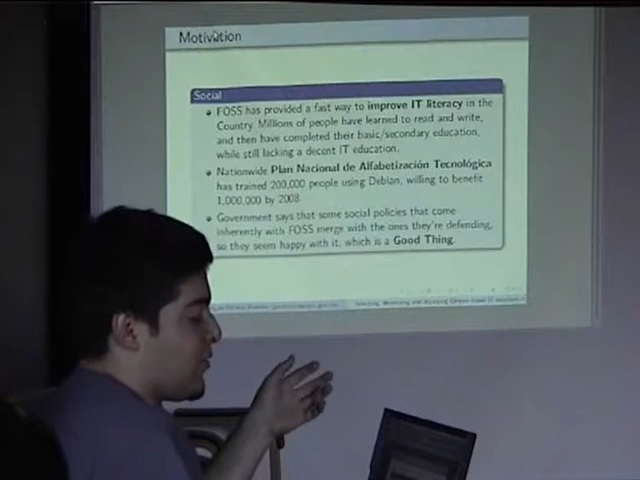 Motivation
Social
FOSS has provided a fast way to improve IT literacy in the
Country. Millions of people have learned to read and write,
and then have completed their basic/secondary education,
while still lacking a decent IT education.
Nationwide Plan Nacional de Alfabetización Tecnológica
has trained 200,000 people using Debian, willing to benefit
1,000,000 by 2008
Government says that some social policies that come
inherently with FOSS merge with the ones they're defending,
so they seem happy with it, which is a Good Thing.